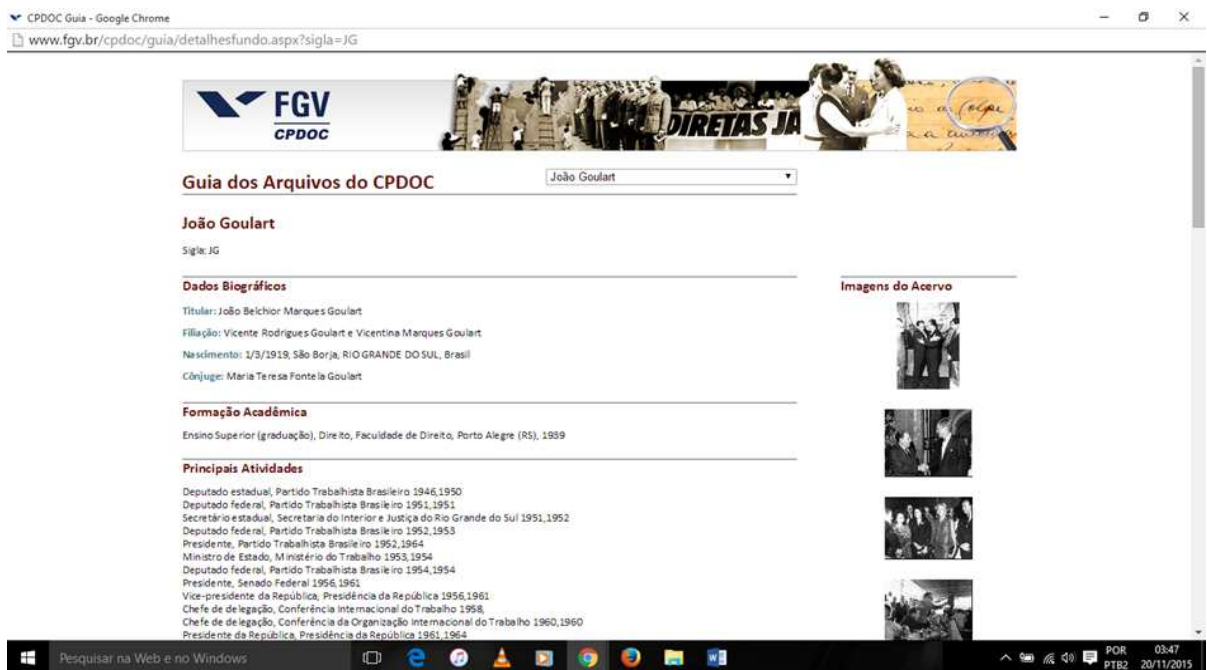 CPDOC Guia - Google Chrome
www.fgv.br/cpdoc/guia/detalhesfundo.aspx?sigla=JG
FGV
CPDOC
DIRETAS JÁ
Guia dos Arquivos do CPDOC
João Goulart
João Goulart
Sigla: JG
Dados Biográficos
Imagens do Acervo
Titular: João Belchior Marques Goulart
Filiação: Vicente Rodrigues Goulart e Vicentina Marques Goulart
Nascimento: 1/3/1919, São Borja, RIO GRANDE DO SUL, Brasil
Cônjuge: Maria Teresa Fontela Goulart
Formação Acadêmica
Ensino Superior (graduação), Direito, Faculdade de Direito, Porto Alegre (RS), 1939
Principais Atividades
Deputado estadual, Partido Trabalhista Brasileiro 1946,1950
Deputado federal, Partido Trabalhista Brasileiro 1951,1951
Secretário estadual, Secretaria do Interior e Justiça do Rio Grande do Sul 1951,1952
Deputado federal, Partido Trabalhista Brasileiro 1952,1953
Presidente, Partido Trabalhista Brasileiro 1952,1964
Ministro de Estado, Ministério do Trabalho 1953,1954
Deputado federal, Partido Trabalhista Brasileiro 1954,1954
Presidente, Senado Federal 1956,1961
Vice-presidente da República, Presidência da República 1956,1961
Chefe de delegação, Conferência Internacional do Trabalho 1958,
Chefe de delegação, Conferência da Organização Internacional do Trabalho 1960,1960
Presidente da República, Presidência da República 1961,1964
Pesquisar na Web e no Windows
POR
03:47
PTB2
20/11/2015